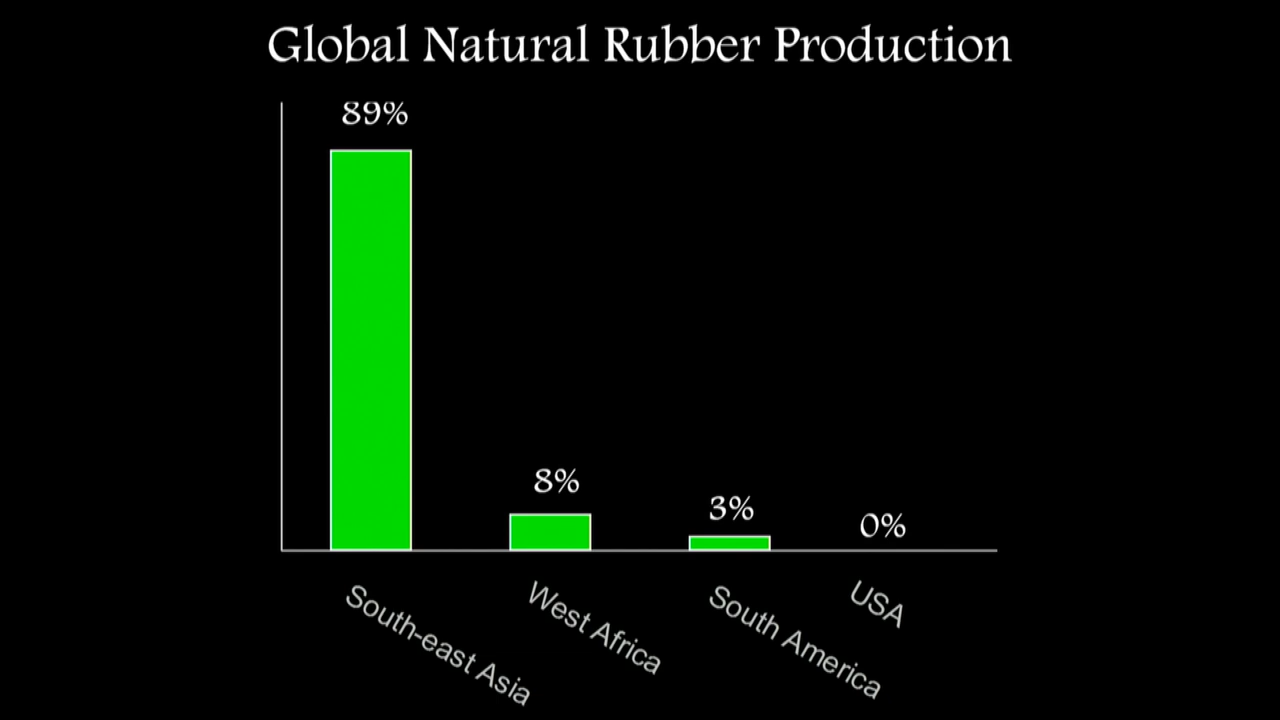 Global Natural Rubber Production
89%
8%
3%
0%
South-east Asia
West Africa
South America
USA